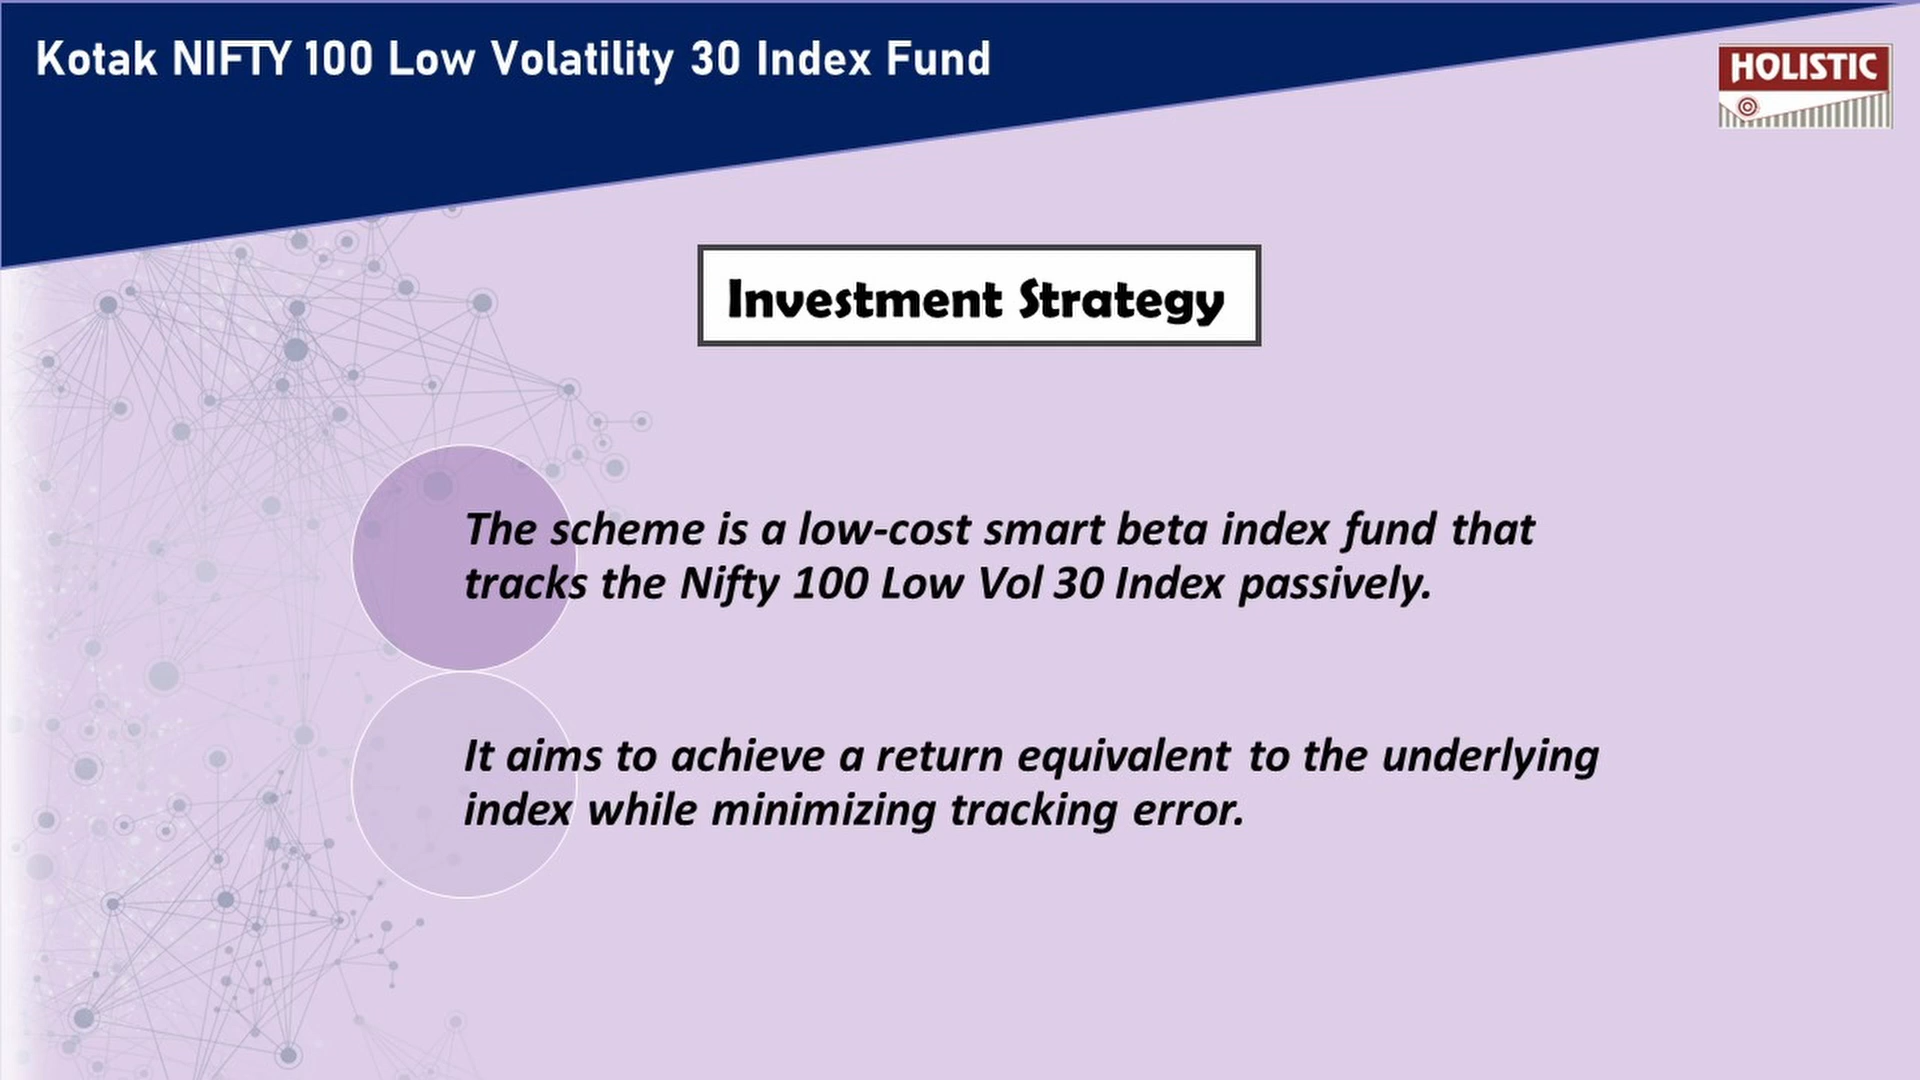 Kotak NIFTY 100 Low Volatility 30 Index Fund
HOLISTIC
Investment Strategy
The scheme is a low-cost smart beta index fund that
tracks the Nifty 100 Low Vol 30 Index passively.
It aims to achieve a return equivalent to the underlying
index while minimizing tracking error.